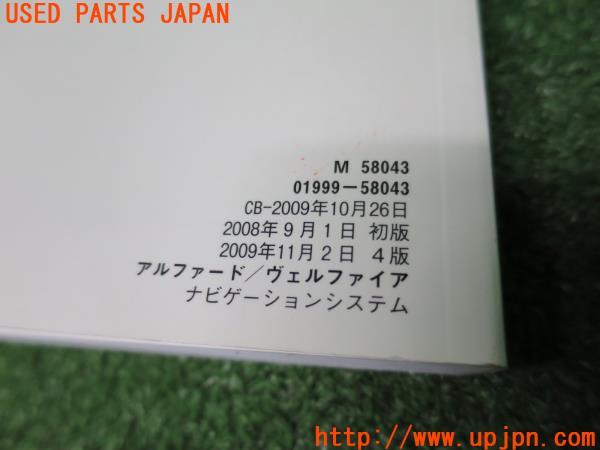 USED PARTS JAPAN
M 58043
01999-58043
CB-2009年10月26日
2008年9月1日 初版
2009年11月2日 4版
アルファード/ヴェルファイア
ナビゲーションシステム
http://www.upjpn.com/